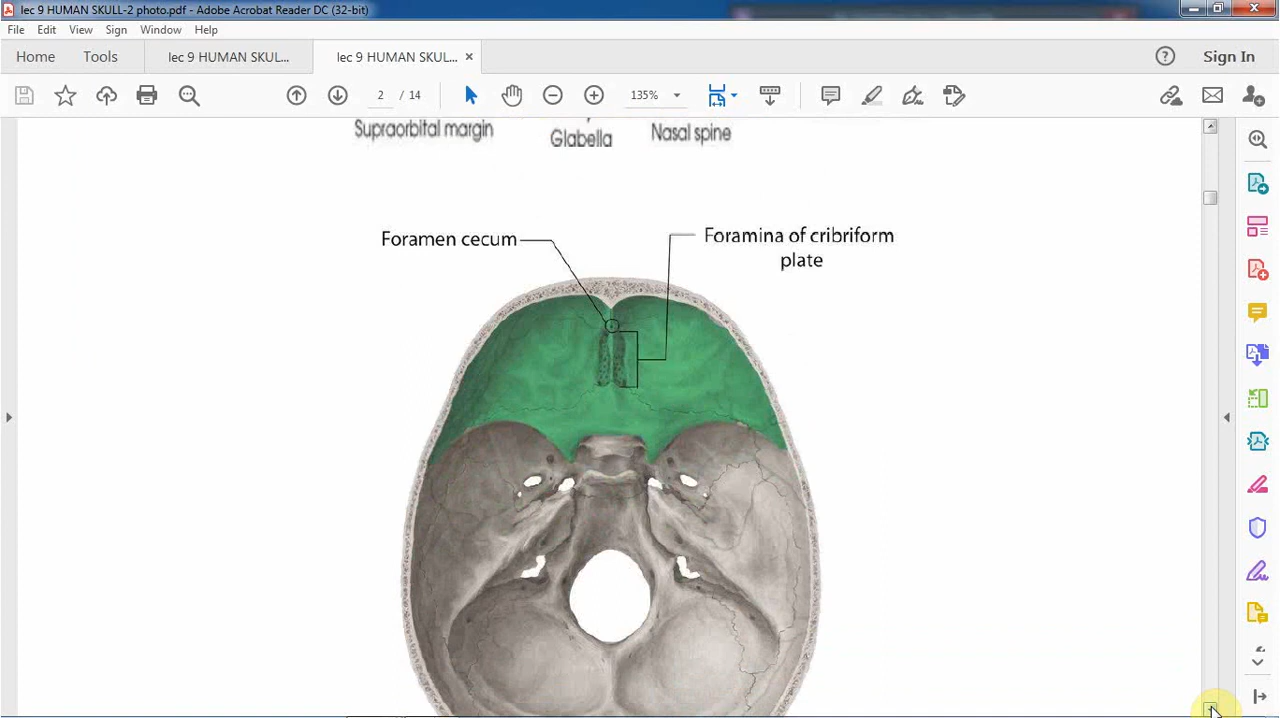 lec 9 HUMAN SKULL-2 photo.pdf - Adobe Acrobat Reader DC (32-bit)
File Edit View Sign Window Help
Home Tools lec 9 HUMAN SKUL... lec 9 HUMAN SKUL... Sign In
2 / 14 135%
Supraorbital margin Glabella Nasal spine
Foramen cecum
Foramina of cribriform
plate